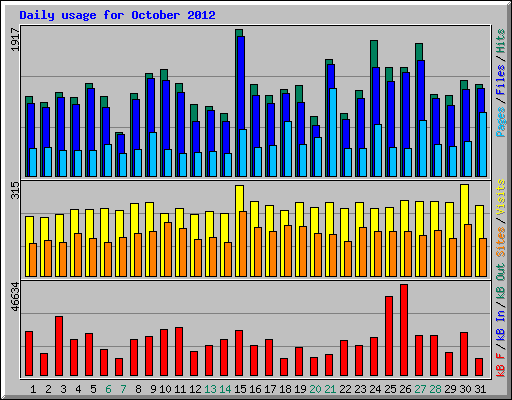 Daily usage for October 2012
1917
Pages / Files / Hits
315
Sites / Visits
46634
kB F / kB In / kB Out
1 2 3 4 5 6 7 8 9 10 11 12 13 14 15 16 17 18 19 20 21 22 23 24 25 26 27 28 29 30 31